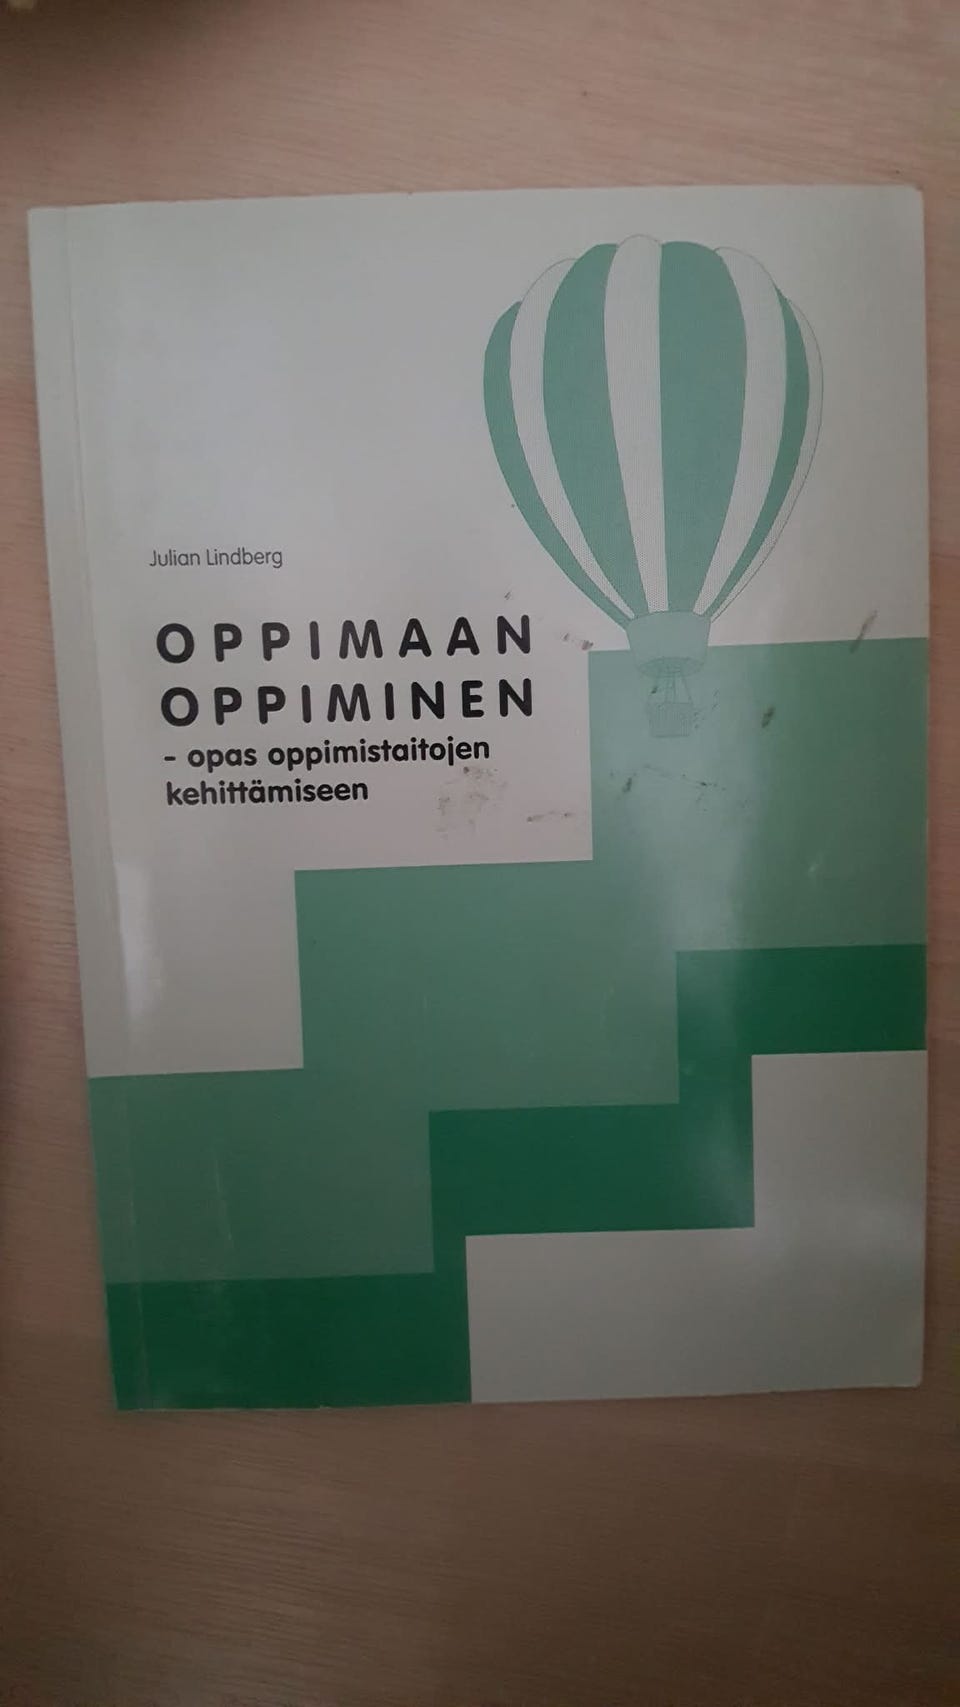 Julian Lindberg
OPPIMAAN
OPPIMINEN
- opas oppimistaitojen
kehittämiseen